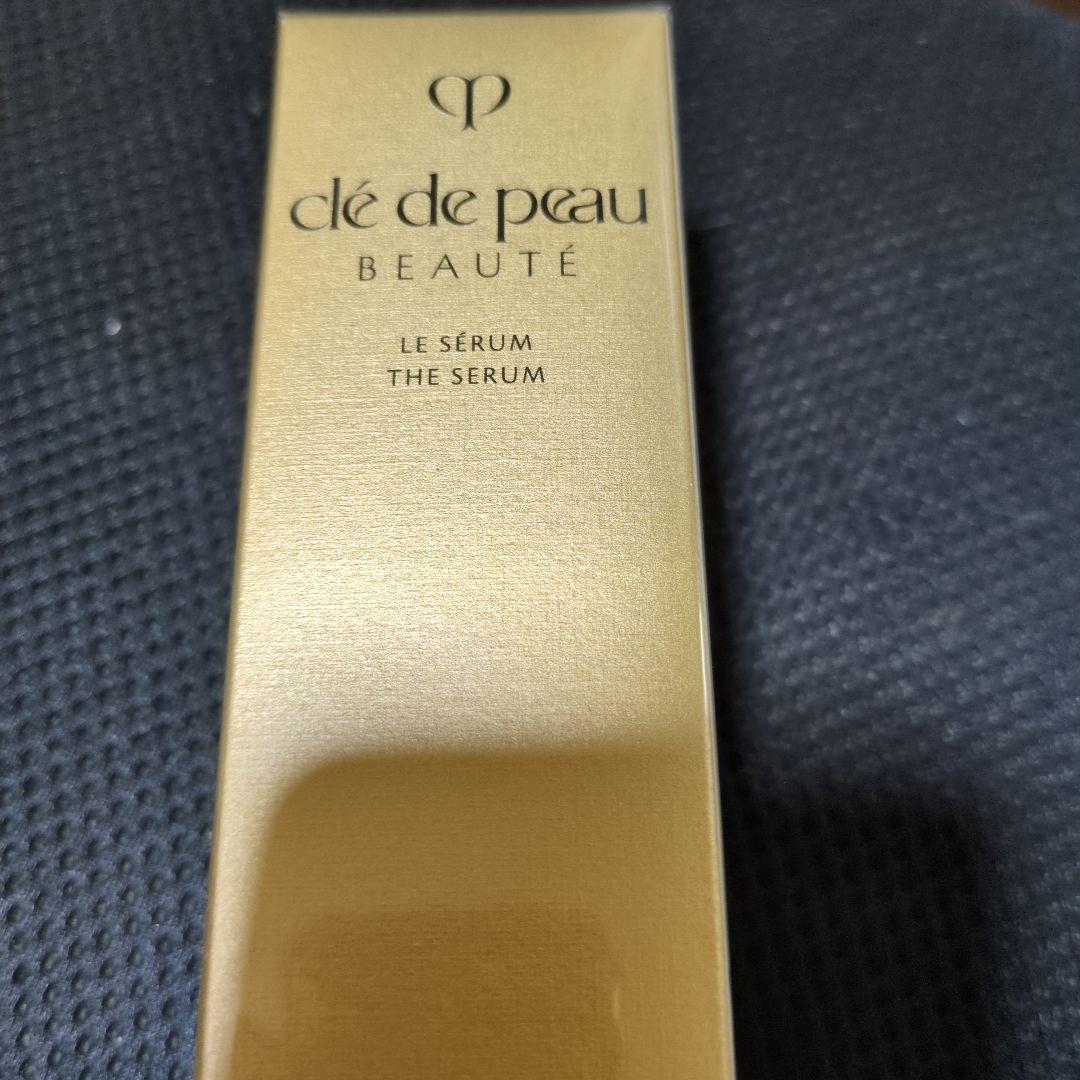 clé de peau
BEAUTÉ
LE SÉRUM
THE SERUM